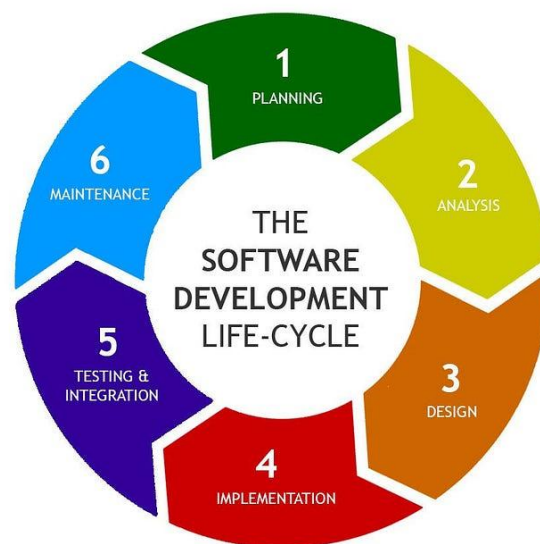 1
PLANNING
2
ANALYSIS
3
DESIGN
4
IMPLEMENTATION
5
TESTING &
INTEGRATION
6
MAINTENANCE
THE
SOFTWARE
DEVELOPMENT
LIFE-CYCLE